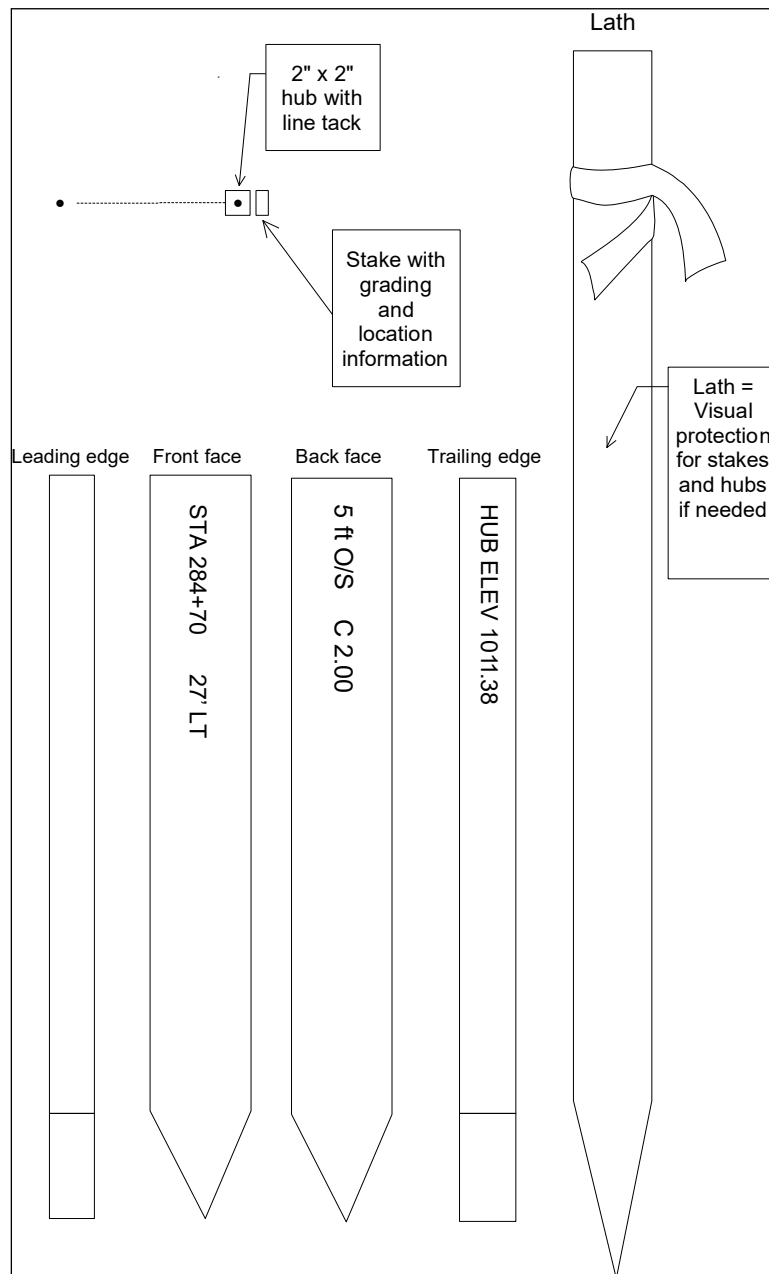 Lath
2" x 2"
hub with
line tack
Stake with
grading
and
location
information
Lath =
Visual
protection
for stakes
and hubs
if needed
Leading edge
Front face
Back face
Trailing edge
STA 284+70 27' LT
5 ft O/S C 2.00
HUB ELEV 1011.38